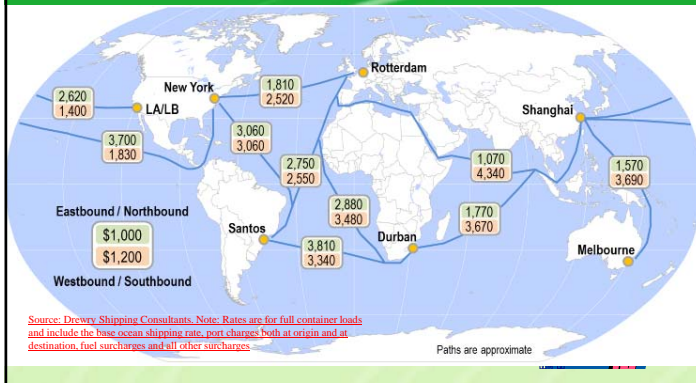 Rotterdam
New York
1,810
2,520
2,620
1,400
LA/LB
Shanghai
3,700
1,830
3,060
3,060
2,750
2,550
1,070
4,340
1,570
3,690
2,880
3,480
1,770
3,670
Eastbound / Northbound
$1,000
$1,200
Westbound / Southbound
Santos
3,810
3,340
Durban
Melbourne
Source: Drewry Shipping Consultants. Note: Rates are for full container loads
and include the base ocean shipping rate, port charges both at origin and at
destination, fuel surcharges and all other surcharges.
Paths are approximate